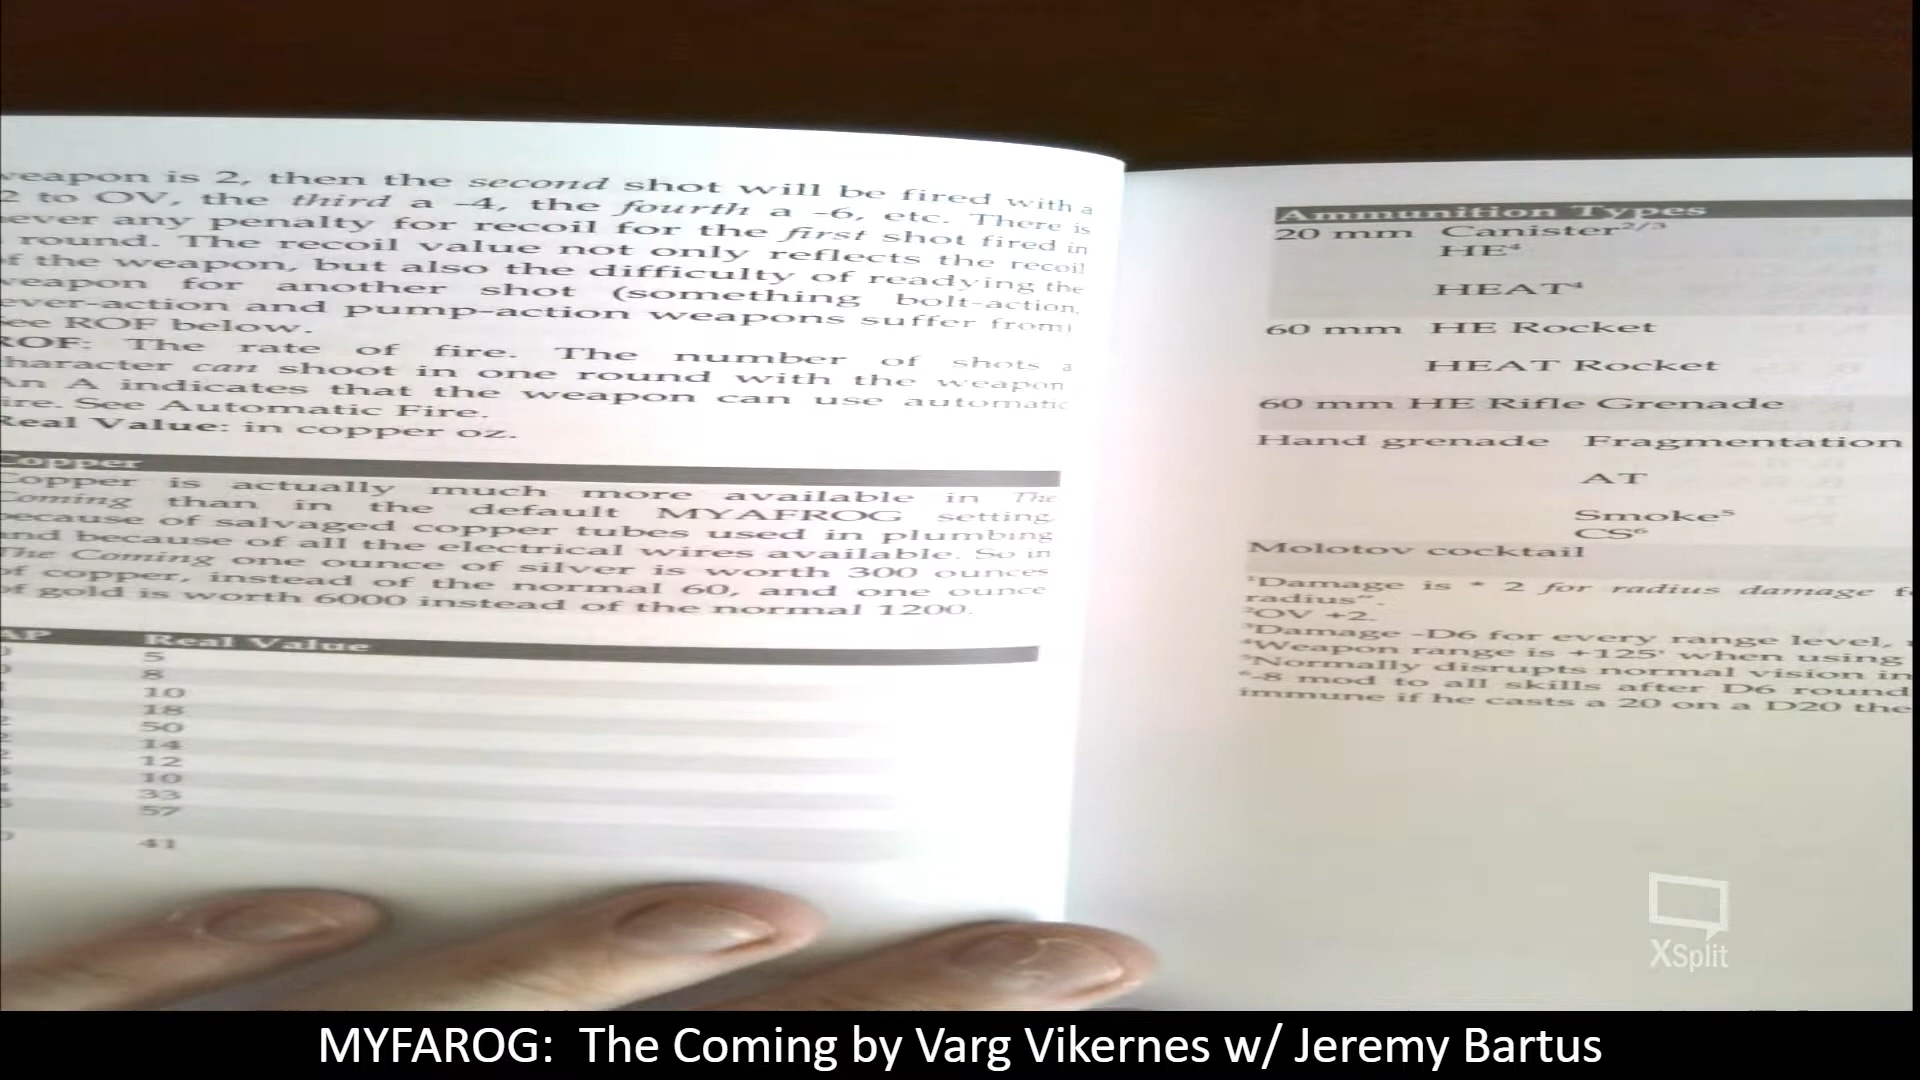 weapon is 2, then the second shot will be fired with a
2 to OV, the third a -4, the fourth a -6, etc. There is
never any penalty for recoil for the first shot fired in
round. The recoil value not only reflects the recoil
of the weapon, but also the difficulty of readying the
weapon for another shot (something bolt-action,
lever-action and pump-action weapons suffer from)
See ROF below.
ROF: The rate of fire. The number of shots a
character can shoot in one round with the weapon
An A indicates that the weapon can use automatic
fire. See Automatic Fire.
Real Value: in copper oz.
Copper
Copper is actually much more available in The
Coming than in the default MYAFROG setting,
because of salvaged copper tubes used in plumbing
and because of all the electrical wires available. So in
The Coming one ounce of silver is worth 300 ounces
of copper, instead of the normal 60, and one ounce
of gold is worth 6000 instead of the normal 1200.
AP Real Value
5
8
10
18
50
14
12
10
33
57
41
Ammunition Types
20 mm Canister²/³
HE⁴
HEAT⁴
60 mm HE Rocket
HEAT Rocket
60 mm HE Rifle Grenade
Hand grenade Fragmentation
AT
Smoke⁵
CS⁶
Molotov cocktail
¹Damage is * 2 for radius damage
radius".
²OV +2.
³Damage -D6 for every range level,
⁴Weapon range is +125' when using
⁵Normally disrupts normal vision in
⁶-8 mod to all skills after D6 round
immune if he casts a 20 on a D20 the
XSplit
MYFAROG: The Coming by Varg Vikernes w/ Jeremy Bartus